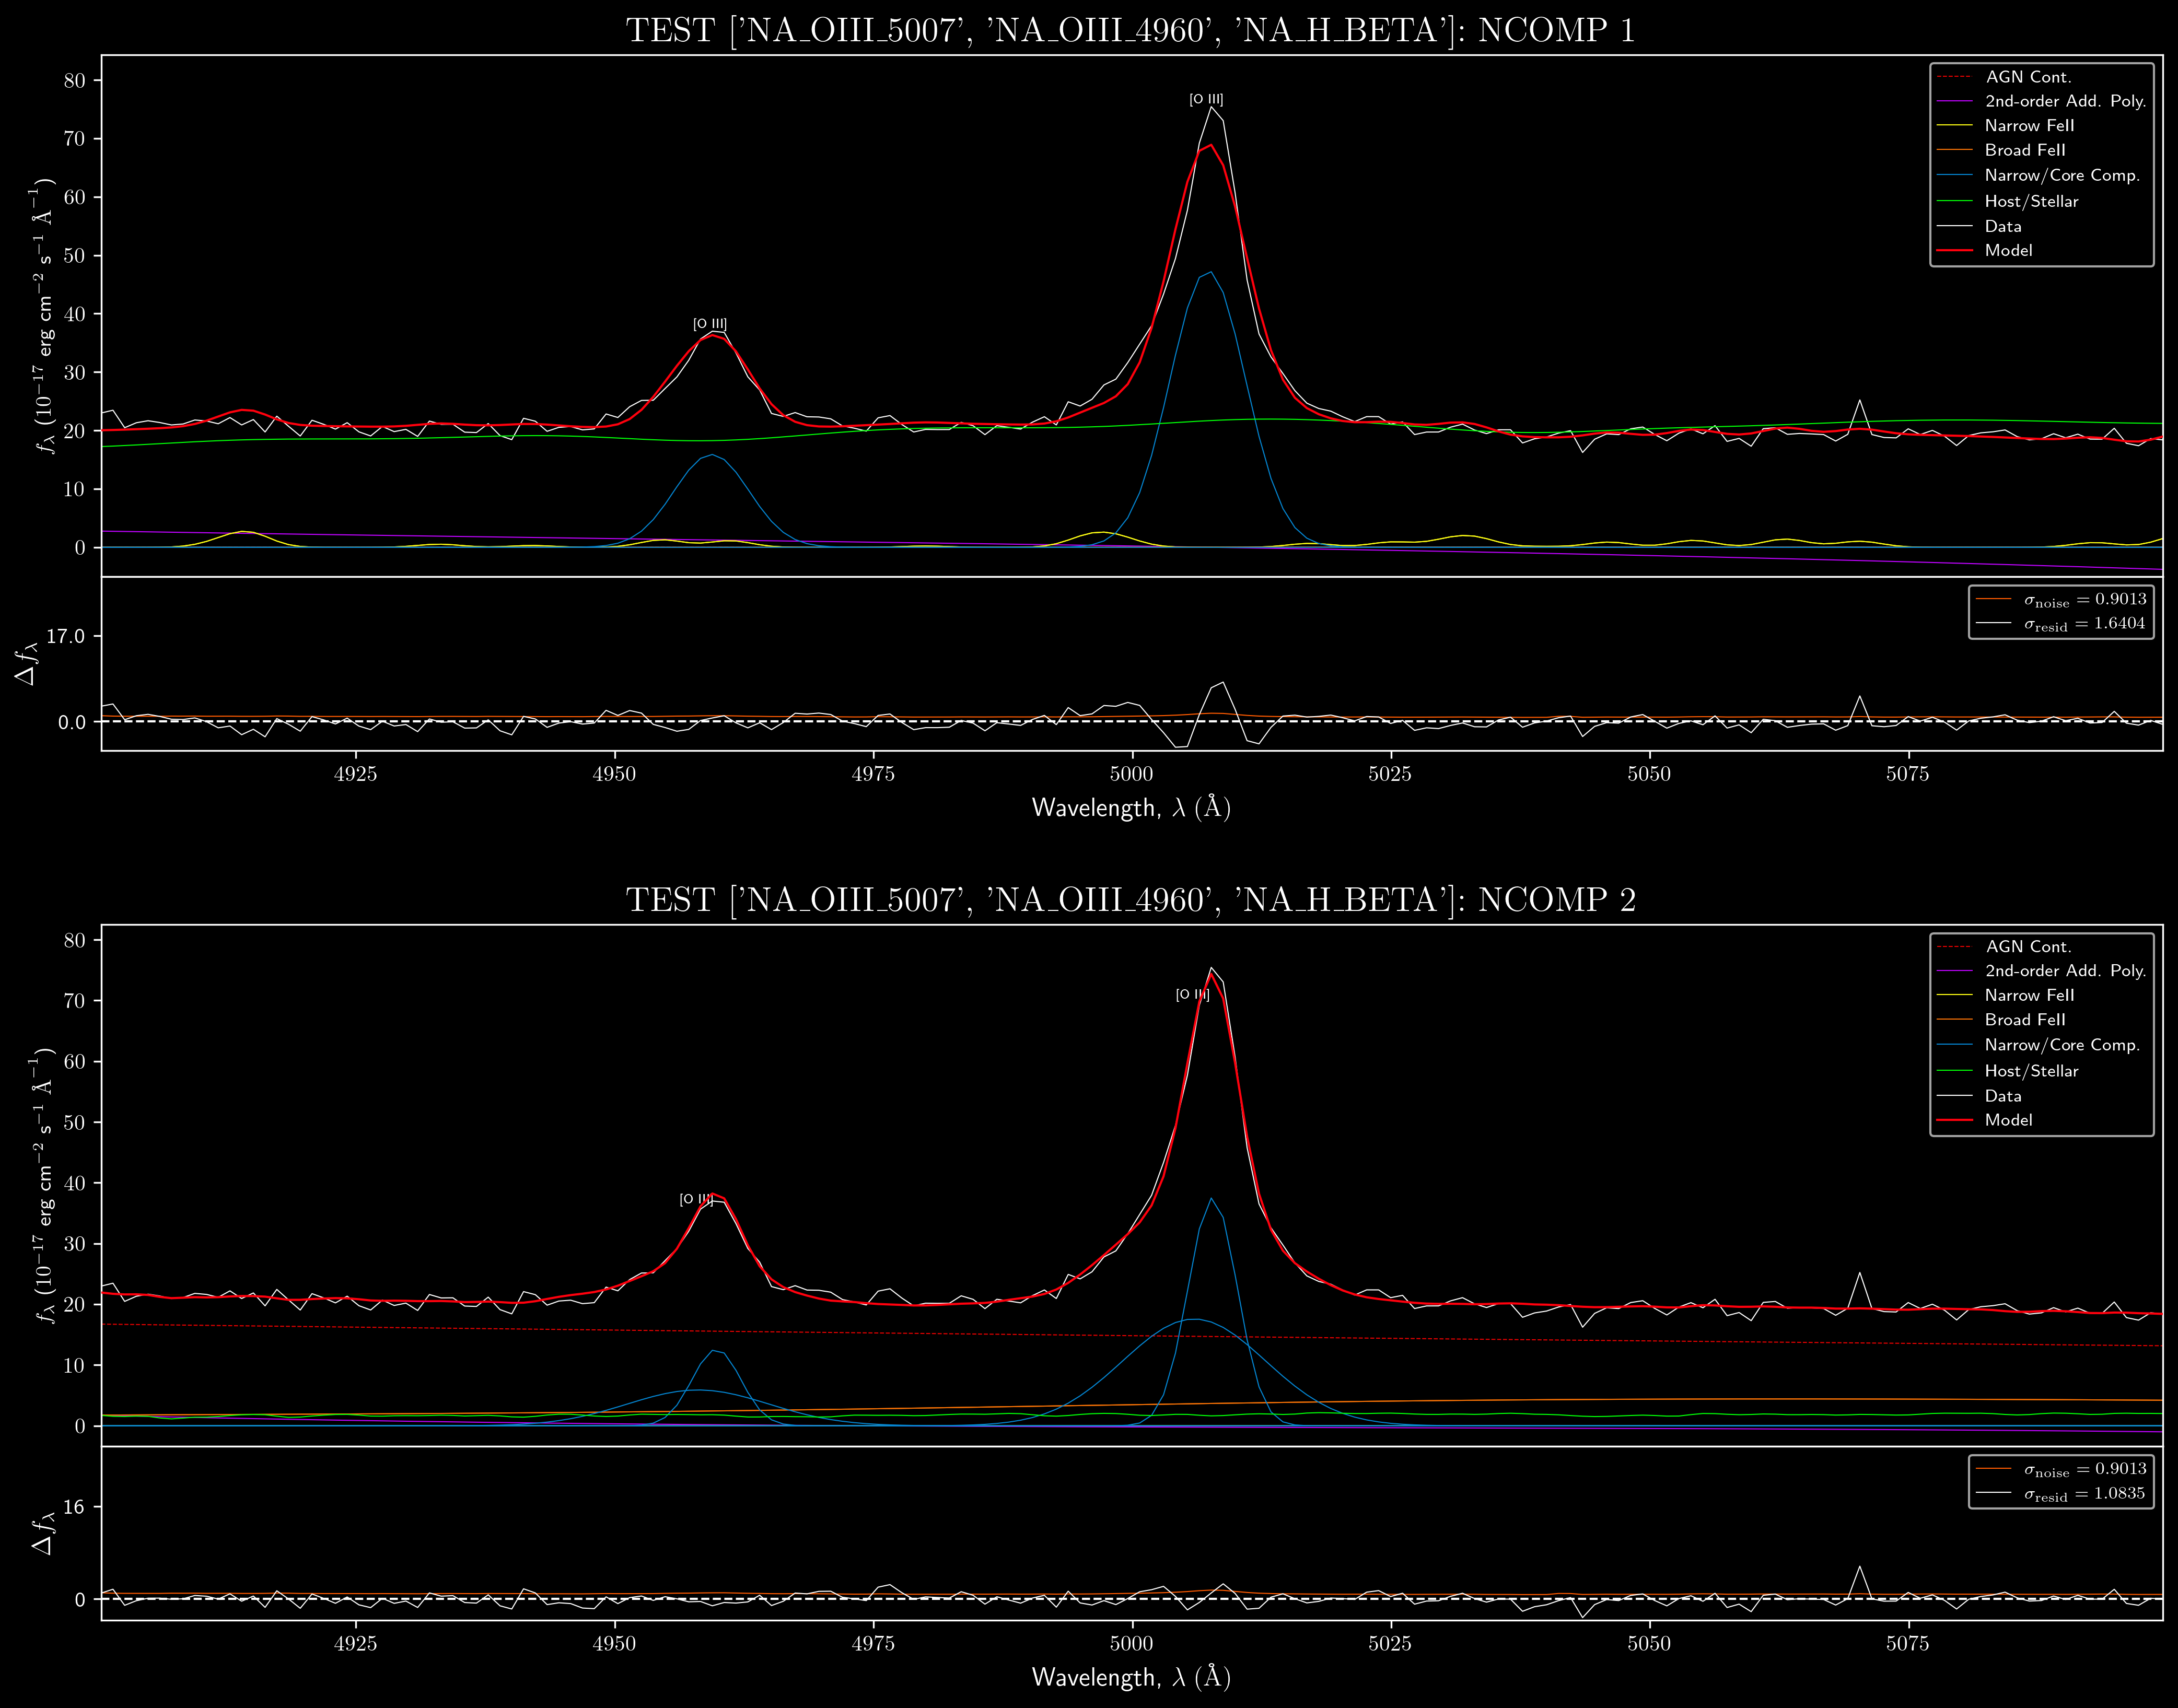 TEST ['NA_OIII_5007', 'NA_OIII_4960', 'NA_H_BETA']: NCOMP 1
80
70
60
50
40
30
20
10
0
fλ (10−17 erg cm−2 s−1 Å−1)
[O III]
[O III]
AGN Cont.
2nd-order Add. Poly.
Narrow FeII
Broad FeII
Narrow/Core Comp.
Host/Stellar
Data
Model
17.0
0.0
Δfλ
σnoise = 0.9013
σresid = 1.6404
4925 4950 4975 5000 5025 5050 5075
Wavelength, λ (Å)
TEST ['NA_OIII_5007', 'NA_OIII_4960', 'NA_H_BETA']: NCOMP 2
80
70
60
50
40
30
20
10
0
fλ (10−17 erg cm−2 s−1 Å−1)
[O III]
[O III]
AGN Cont.
2nd-order Add. Poly.
Narrow FeII
Broad FeII
Narrow/Core Comp.
Host/Stellar
Data
Model
16
0
Δfλ
σnoise = 0.9013
σresid = 1.0835
4925 4950 4975 5000 5025 5050 5075
Wavelength, λ (Å)